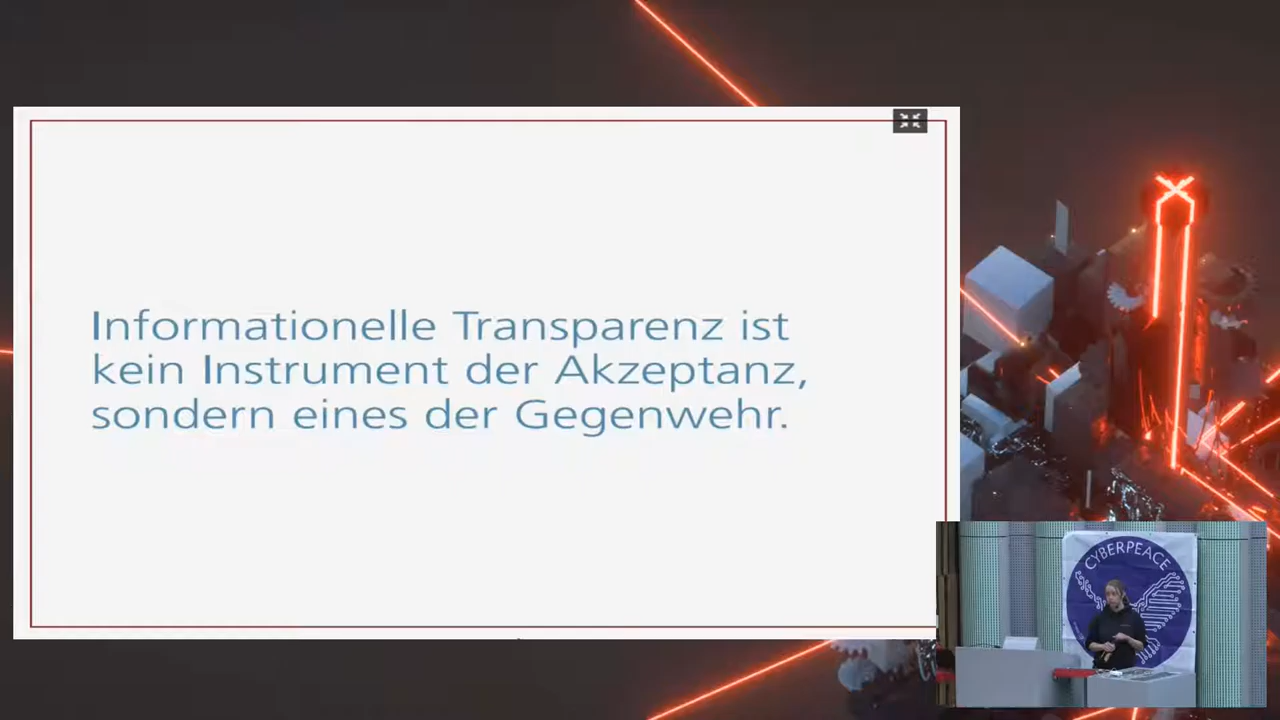 Informationelle Transparenz ist
kein Instrument der Akzeptanz,
sondern eines der Gegenwehr.
CYBERPEACE